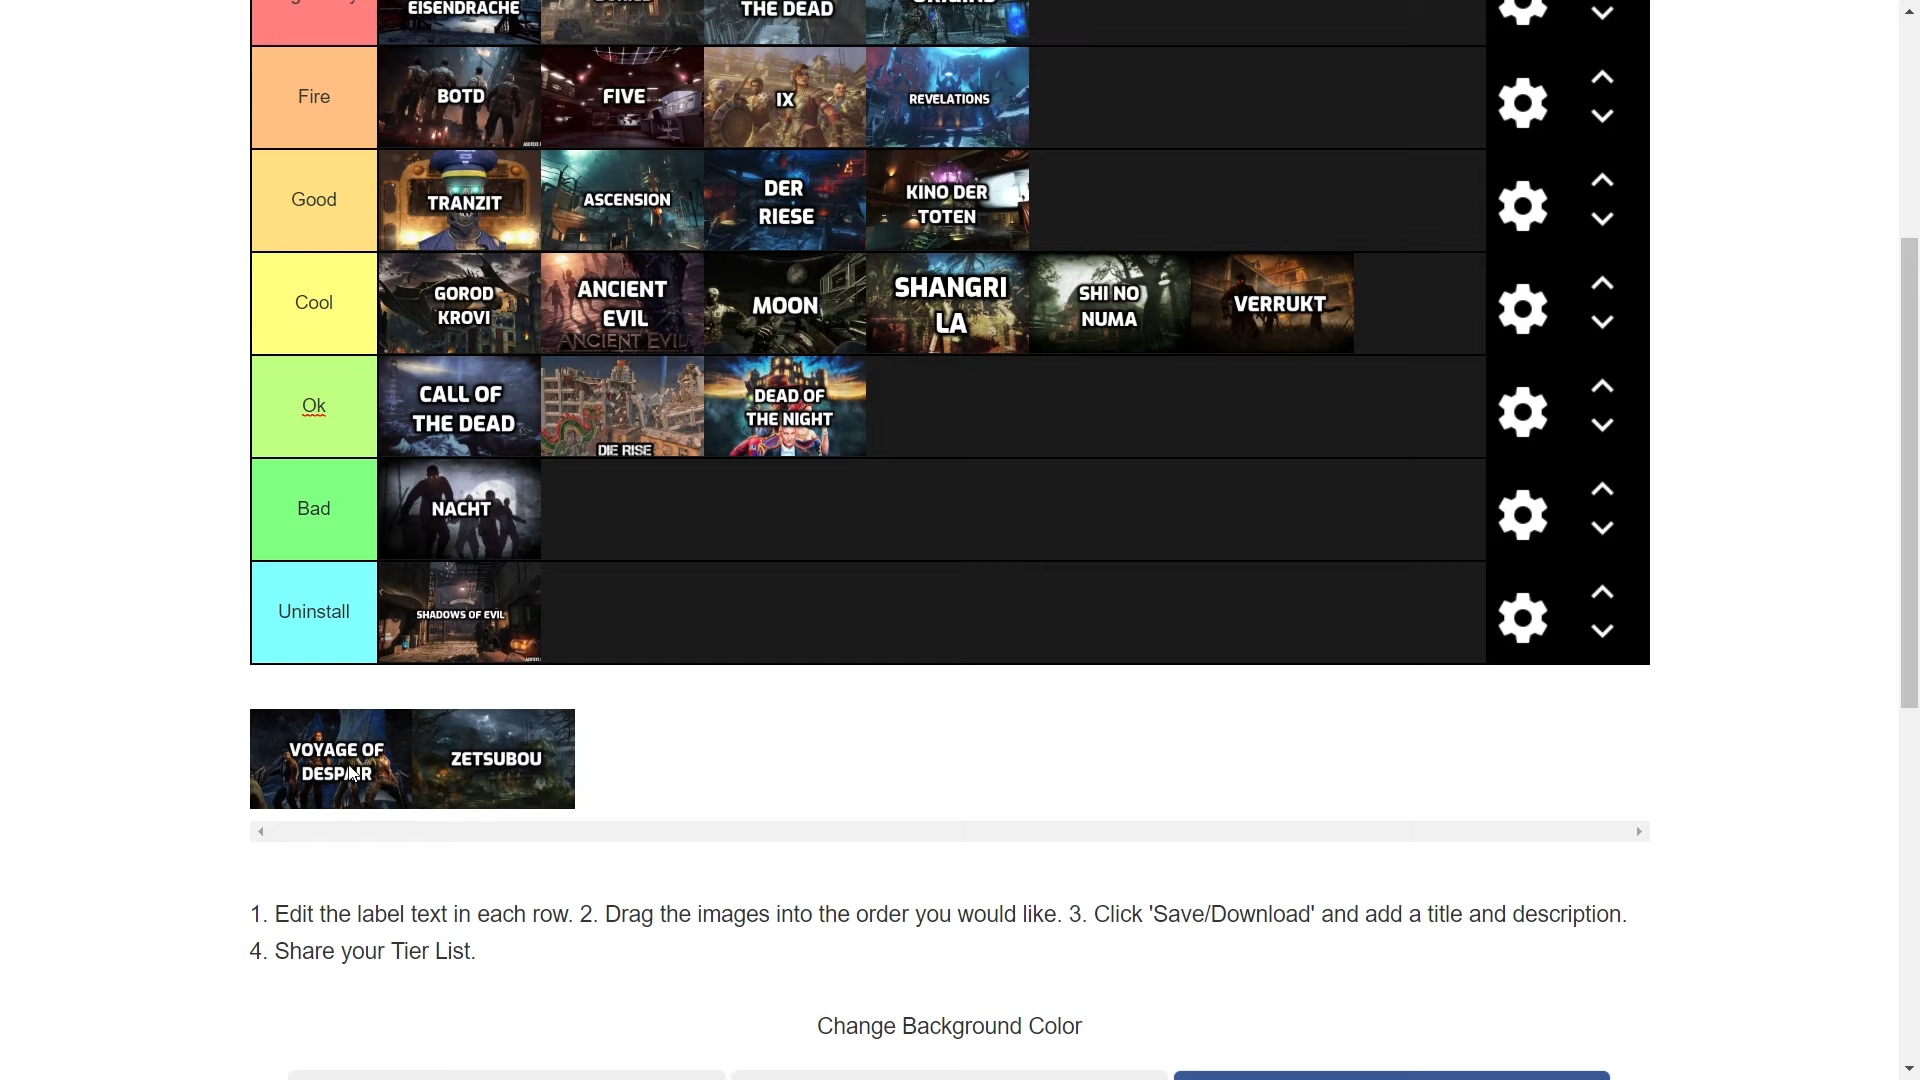 EISENDRACHE
THE DEAD
ORIGINS
Fire
BOTD
FIVE
IX
REVELATIONS
Good
TRANZIT
ASCENSION
DER
RIESE
KINO DER
TOTEN
Cool
GOROD
KROVI
ANCIENT
EVIL
ANCIENT EVIL
MOON
SHANGRI
LA
SHI NO
NUMA
VERRUKT
Ok
CALL OF
THE DEAD
DIE RISE
DEAD OF
THE NIGHT
Bad
NACHT
Uninstall
SHADOWS OF EVIL
VOYAGE OF
DESPAIR
ZETSUBOU
1. Edit the label text in each row. 2. Drag the images into the order you would like. 3. Click 'Save/Download' and add a title and description.
4. Share your Tier List.
Change Background Color